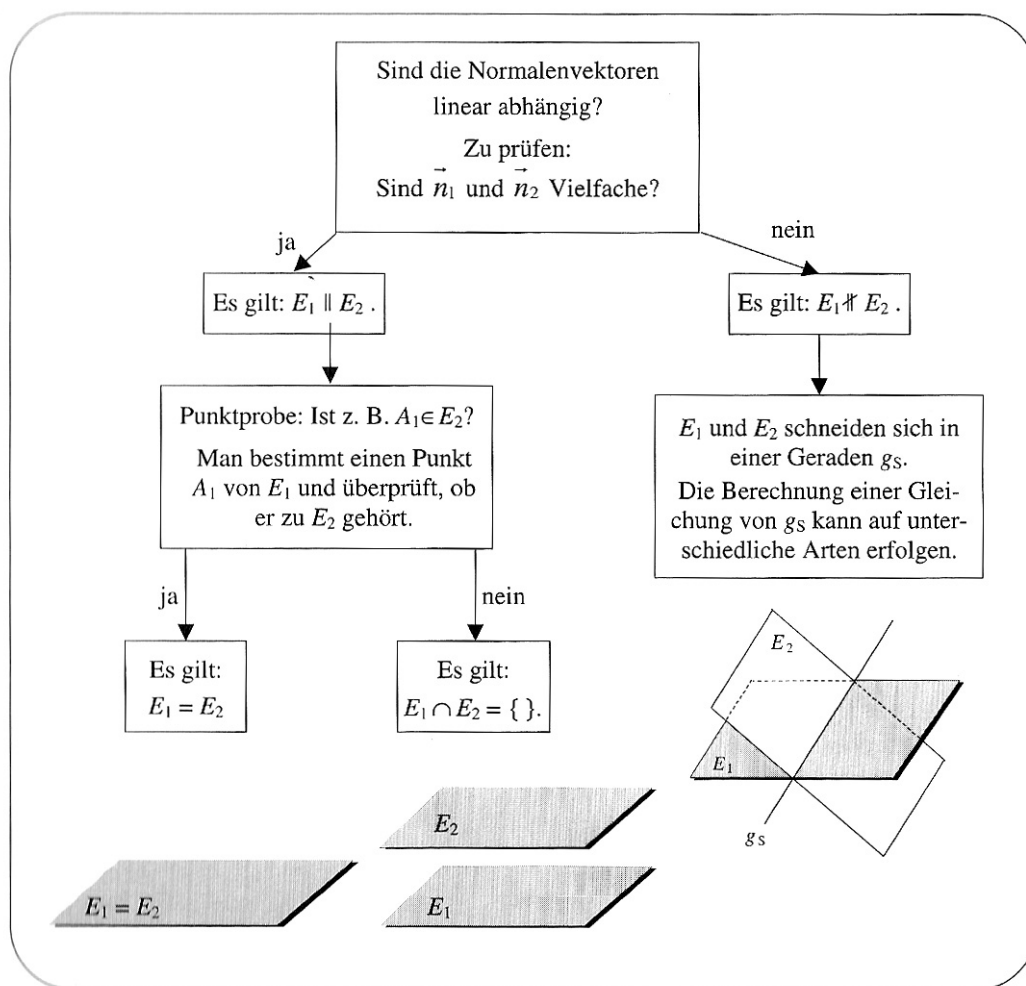 Sind die Normalenvektoren
linear abhängig?
Zu prüfen:
Sind n⃗₁ und n⃗₂ Vielfache?
ja
nein
Es gilt: E₁ ∥ E₂ .
Es gilt: E₁ ∦ E₂ .
Punktprobe: Ist z. B. A₁∈ E₂?
Man bestimmt einen Punkt
A₁ von E₁ und überprüft, ob
er zu E₂ gehört.
E₁ und E₂ schneiden sich in
einer Geraden gₛ.
Die Berechnung einer Glei-
chung von gₛ kann auf unter-
schiedliche Arten erfolgen.
ja
nein
Es gilt:
E₁ = E₂
Es gilt:
E₁ ∩ E₂ = { }.
E₂
E₁
gₛ
E₂
E₁ = E₂
E₁